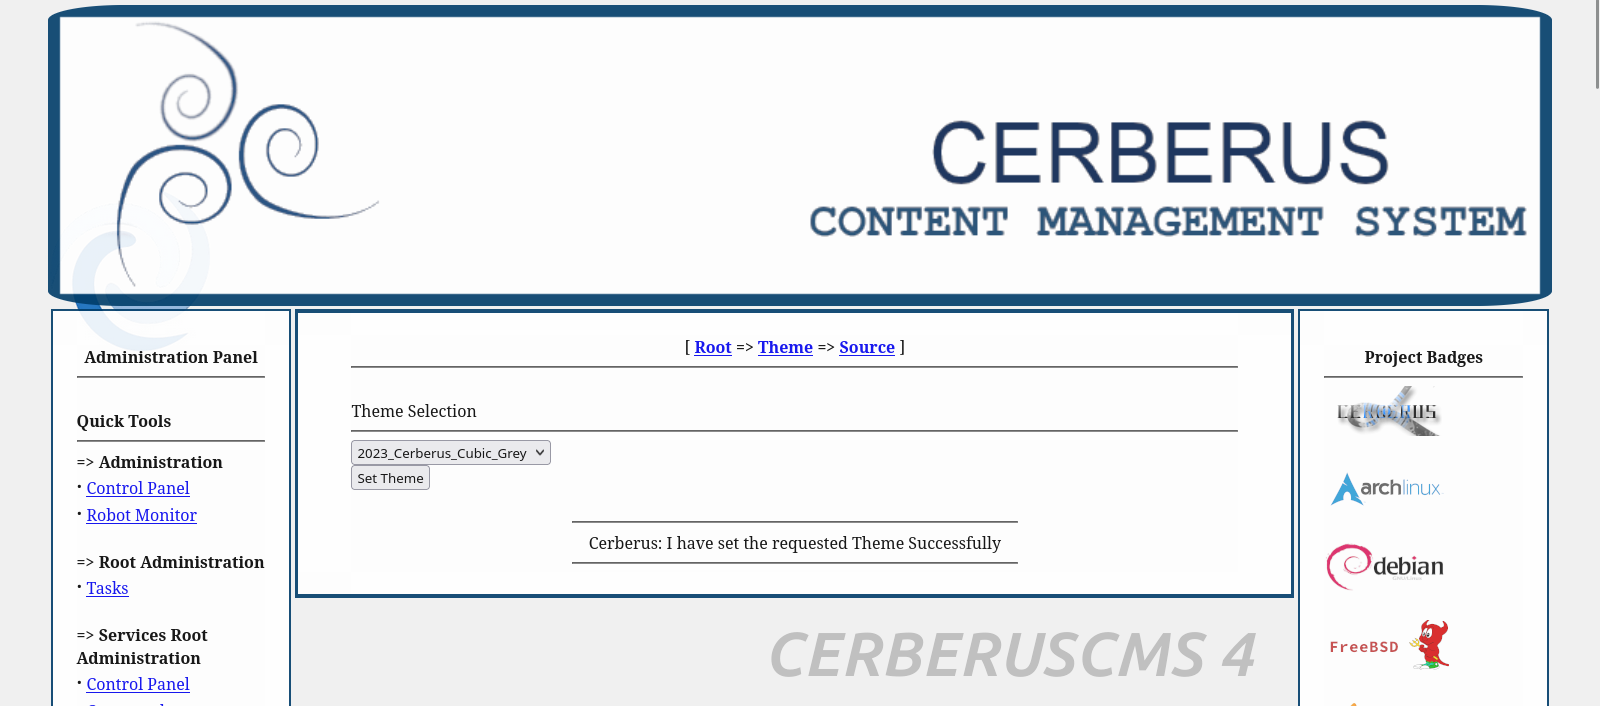 CERBERUS
CONTENT MANAGEMENT SYSTEM
Administration Panel
Quick Tools
=> Administration
· Control Panel
· Robot Monitor
=> Root Administration
· Tasks
=> Services Root
Administration
· Control Panel
[ Root => Theme => Source ]
Theme Selection
2023_Cerberus_Cubic_Grey
Set Theme
Cerberus: I have set the requested Theme Successfully
CERBERUSCMS 4
Project Badges
CERBERUS
archlinux
debian
FreeBSD